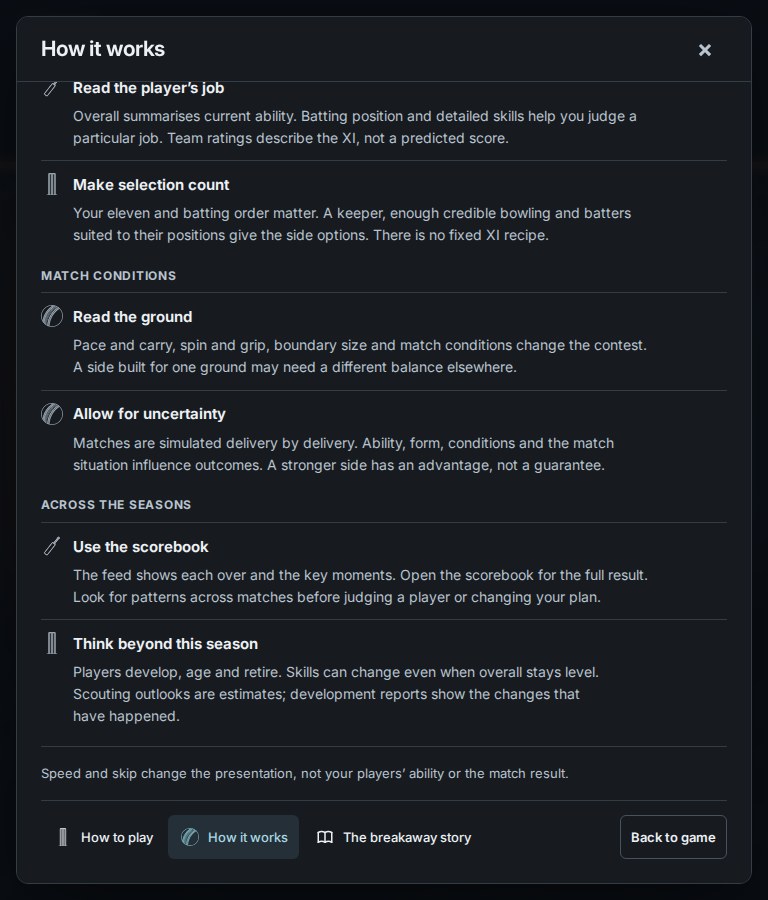 How it works
Read the player’s job
Overall summarises current ability. Batting position and detailed skills help you judge a
particular job. Team ratings describe the XI, not a predicted score.
Make selection count
Your eleven and batting order matter. A keeper, enough credible bowling and batters
suited to their positions give the side options. There is no fixed XI recipe.
MATCH CONDITIONS
Read the ground
Pace and carry, spin and grip, boundary size and match conditions change the contest.
A side built for one ground may need a different balance elsewhere.
Allow for uncertainty
Matches are simulated delivery by delivery. Ability, form, conditions and the match
situation influence outcomes. A stronger side has an advantage, not a guarantee.
ACROSS THE SEASONS
Use the scorebook
The feed shows each over and the key moments. Open the scorebook for the full result.
Look for patterns across matches before judging a player or changing your plan.
Think beyond this season
Players develop, age and retire. Skills can change even when overall stays level.
Scouting outlooks are estimates; development reports show the changes that
have happened.
Speed and skip change the presentation, not your players’ ability or the match result.
How to play
How it works
The breakaway story
Back to game